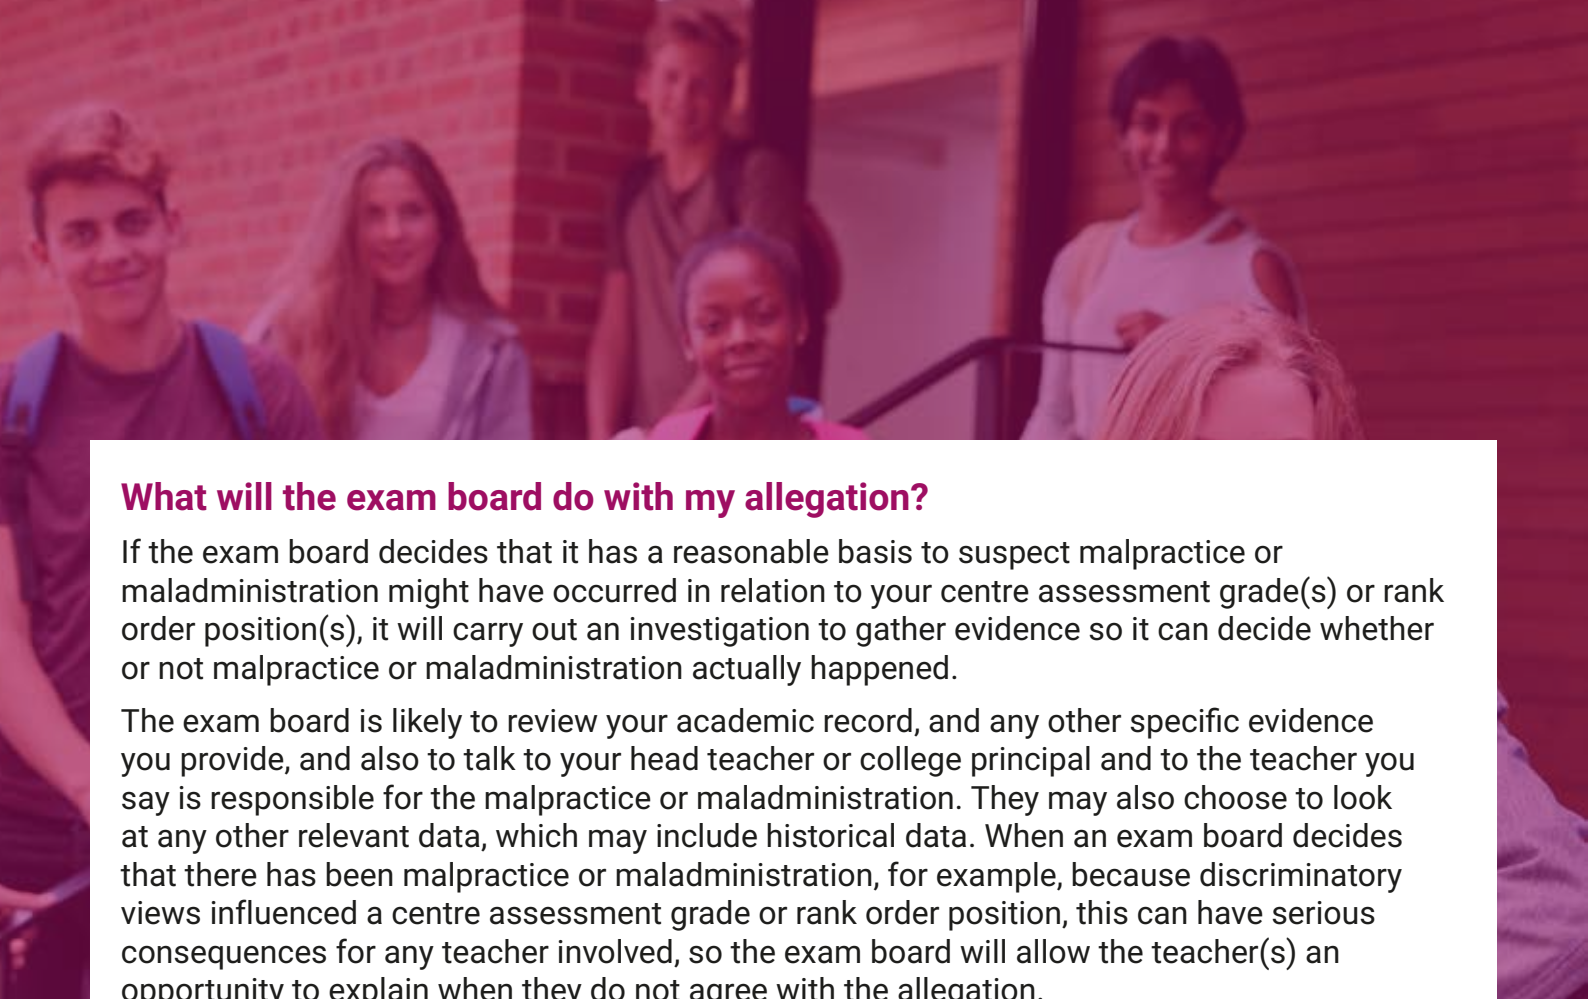 What will the exam board do with my allegation?
If the exam board decides that it has a reasonable basis to suspect malpractice or
maladministration might have occurred in relation to your centre assessment grade(s) or rank
order position(s), it will carry out an investigation to gather evidence so it can decide whether
or not malpractice or maladministration actually happened.
The exam board is likely to review your academic record, and any other specific evidence
you provide, and also to talk to your head teacher or college principal and to the teacher you
say is responsible for the malpractice or maladministration. They may also choose to look
at any other relevant data, which may include historical data. When an exam board decides
that there has been malpractice or maladministration, for example, because discriminatory
views influenced a centre assessment grade or rank order position, this can have serious
consequences for any teacher involved, so the exam board will allow the teacher(s) an
opportunity to explain when they do not agree with the allegation.